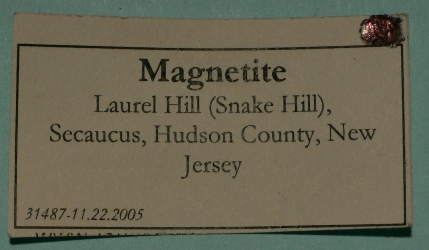 Magnetite
Laurel Hill (Snake Hill),
Secaucus, Hudson County, New
Jersey
31487-11.22.2005